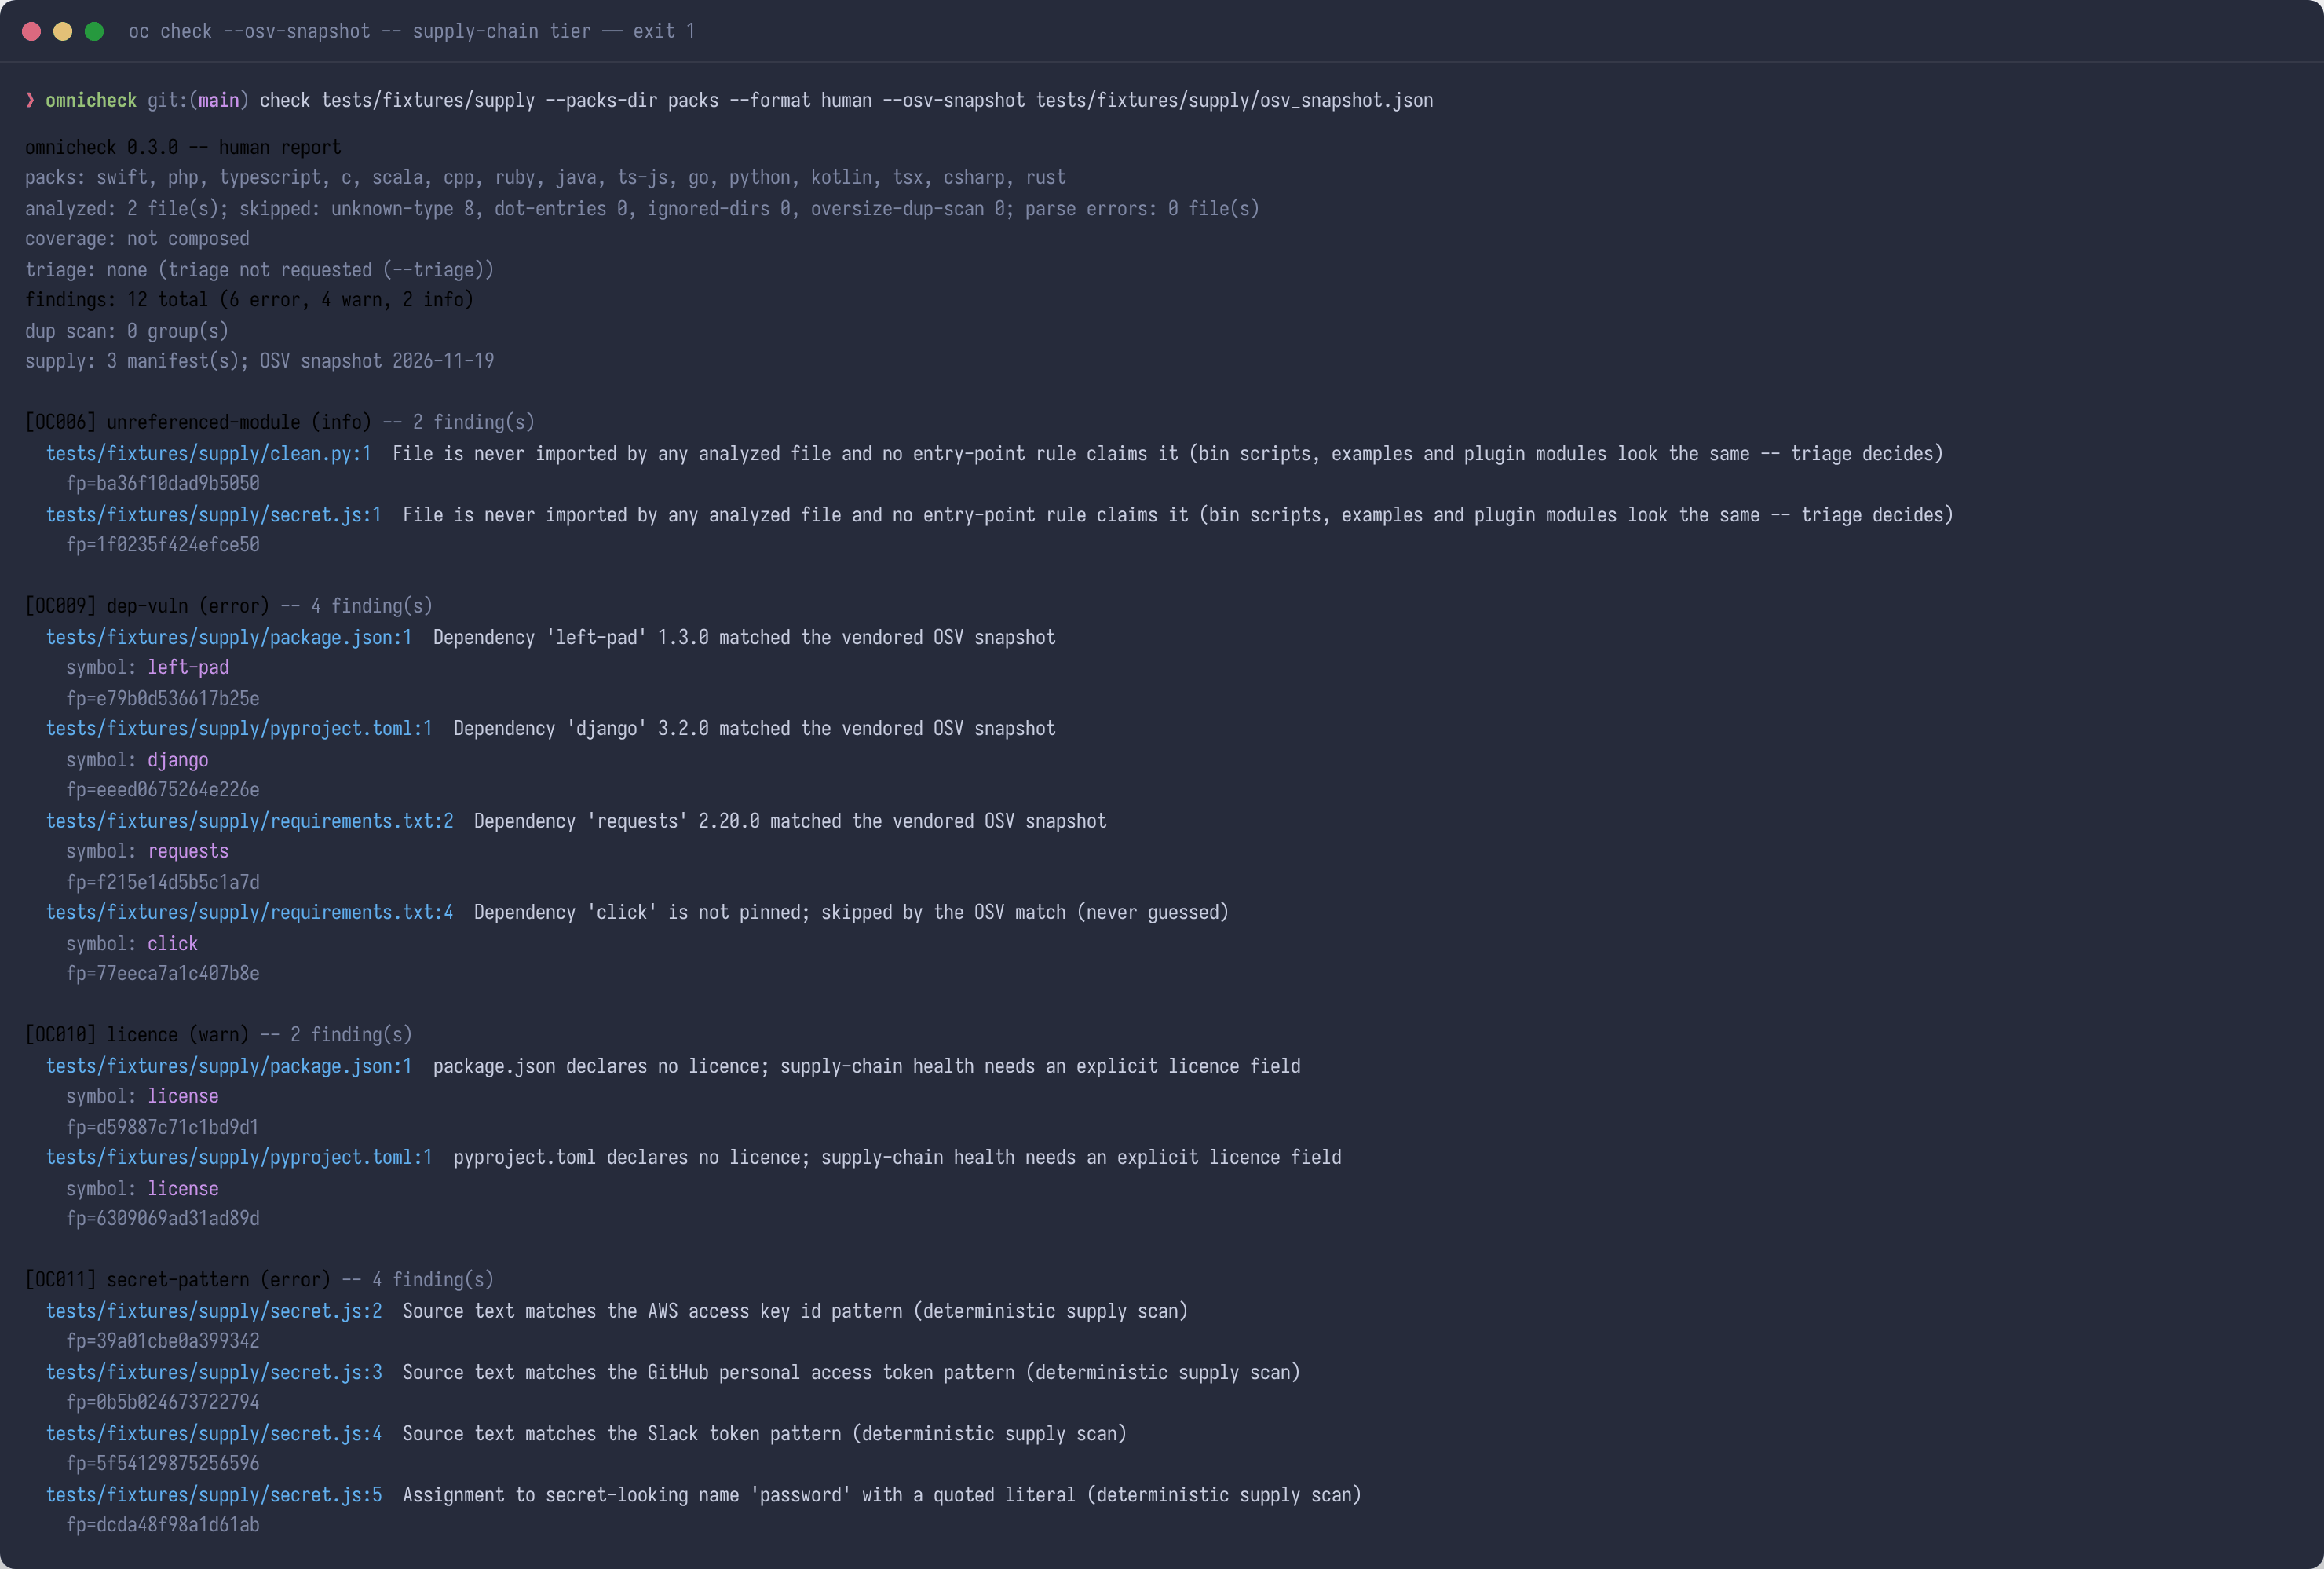 oc check --osv-snapshot -- supply-chain tier — exit 1
❯ omnicheck git:(main) check tests/fixtures/supply --packs-dir packs --format human --osv-snapshot tests/fixtures/supply/osv_snapshot.json
omnicheck 0.3.0 -- human report
packs: swift, php, typescript, c, scala, cpp, ruby, java, ts-js, go, python, kotlin, tsx, csharp, rust
analyzed: 2 file(s); skipped: unknown-type 8, dot-entries 0, ignored-dirs 0, oversize-dup-scan 0; parse errors: 0 file(s)
coverage: not composed
triage: none (triage not requested (--triage))
findings: 12 total (6 error, 4 warn, 2 info)
dup scan: 0 group(s)
supply: 3 manifest(s); OSV snapshot 2026-11-19
[OC006] unreferenced-module (info) -- 2 finding(s)
tests/fixtures/supply/clean.py:1  File is never imported by any analyzed file and no entry-point rule claims it (bin scripts, examples and plugin modules look the same -- triage decides)
fp=ba36f10dad9b5050
tests/fixtures/supply/secret.js:1  File is never imported by any analyzed file and no entry-point rule claims it (bin scripts, examples and plugin modules look the same -- triage decides)
fp=1f0235f424efce50
[OC009] dep-vuln (error) -- 4 finding(s)
tests/fixtures/supply/package.json:1  Dependency 'left-pad' 1.3.0 matched the vendored OSV snapshot
symbol: left-pad
fp=e79b0d536617b25e
tests/fixtures/supply/pyproject.toml:1  Dependency 'django' 3.2.0 matched the vendored OSV snapshot
symbol: django
fp=eeed0675264e226e
tests/fixtures/supply/requirements.txt:2  Dependency 'requests' 2.20.0 matched the vendored OSV snapshot
symbol: requests
fp=f215e14d5b5c1a7d
tests/fixtures/supply/requirements.txt:4  Dependency 'click' is not pinned; skipped by the OSV match (never guessed)
symbol: click
fp=77eeca7a1c407b8e
[OC010] licence (warn) -- 2 finding(s)
tests/fixtures/supply/package.json:1  package.json declares no licence; supply-chain health needs an explicit licence field
symbol: license
fp=d59887c71c1bd9d1
tests/fixtures/supply/pyproject.toml:1  pyproject.toml declares no licence; supply-chain health needs an explicit licence field
symbol: license
fp=6309069ad31ad89d
[OC011] secret-pattern (error) -- 4 finding(s)
tests/fixtures/supply/secret.js:2  Source text matches the AWS access key id pattern (deterministic supply scan)
fp=39a01cbe0a399342
tests/fixtures/supply/secret.js:3  Source text matches the GitHub personal access token pattern (deterministic supply scan)
fp=0b5b024673722794
tests/fixtures/supply/secret.js:4  Source text matches the Slack token pattern (deterministic supply scan)
fp=5f54129875256596
tests/fixtures/supply/secret.js:5  Assignment to secret-looking name 'password' with a quoted literal (deterministic supply scan)
fp=dcda48f98a1d61ab